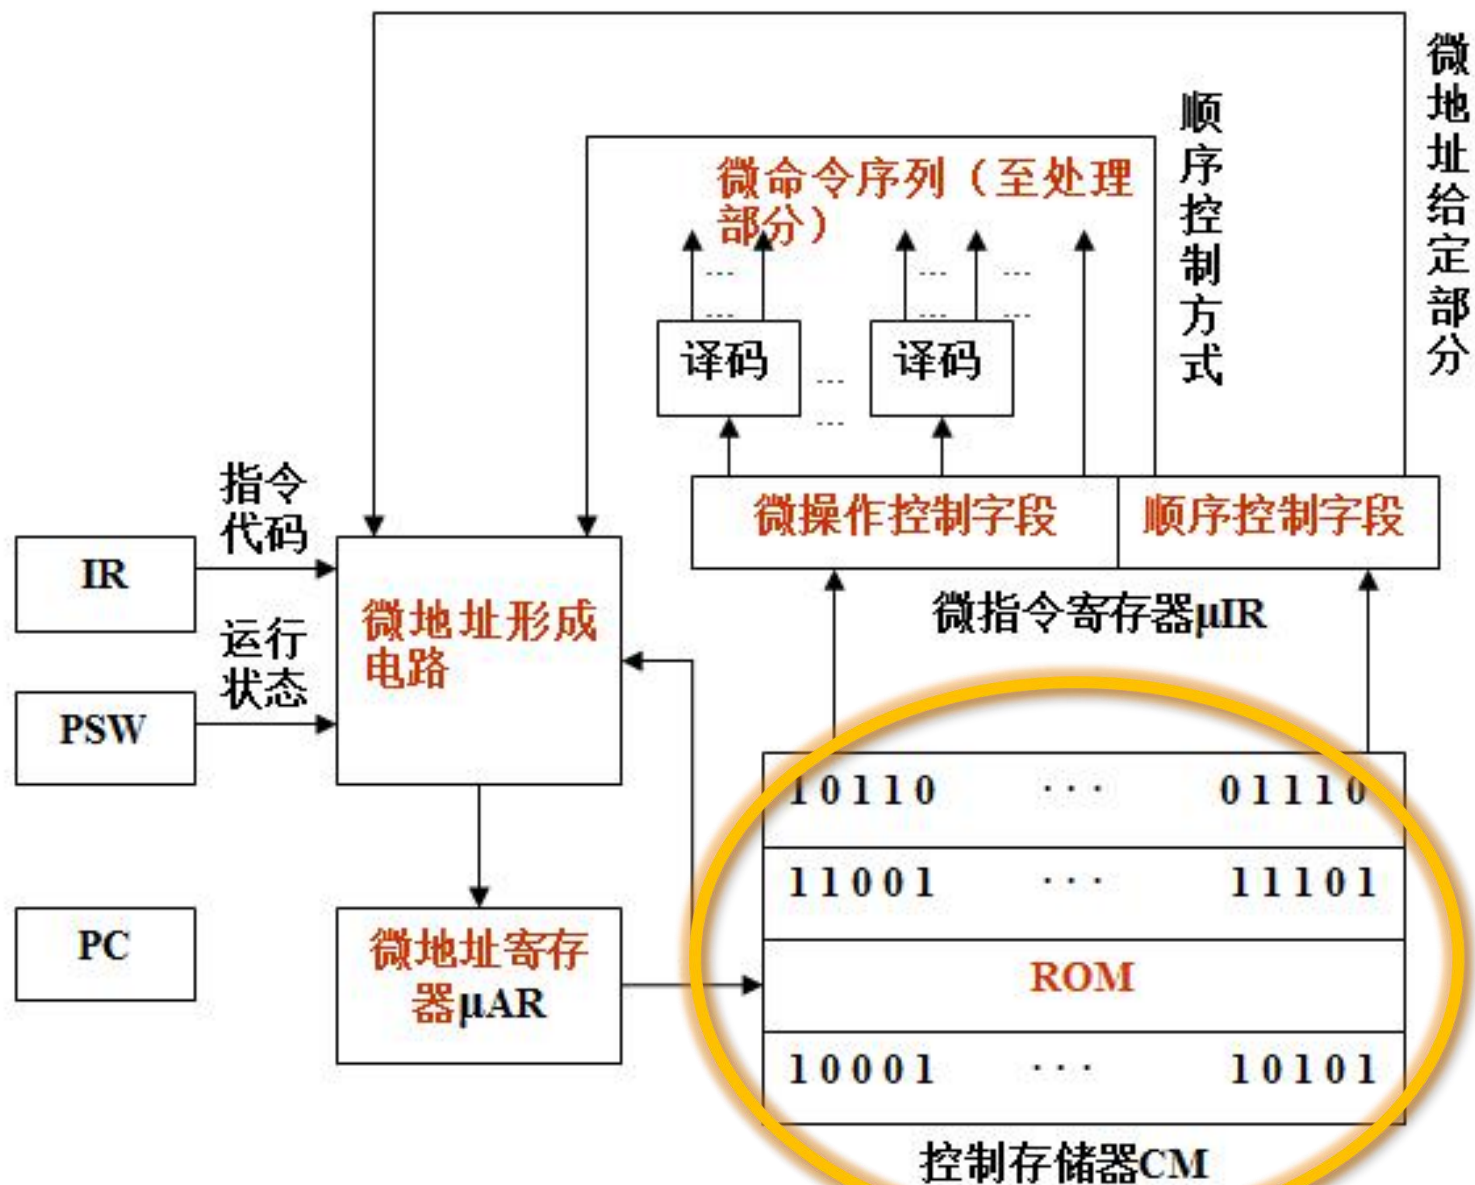 微地址给定部分
顺序控制方式
微命令序列（至处理
部分）
... ... ...
... ... ...
译码
...
译码
...
指令
代码
微操作控制字段
顺序控制字段
IR
微指令寄存器μIR
微地址形成
电路
运行
状态
PSW
10110 ··· 01110
11001 ··· 11101
PC
微地址寄存
器μAR
ROM
10001 ··· 10101
控制存储器CM